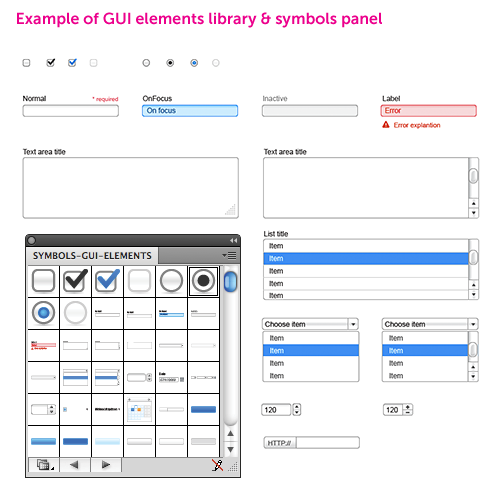 Example of GUI elements library & symbols panel
Normal
* required
OnFocus
Inactive
Label
On focus
Error
Error explantion
Text area title
Text area title
SYMBOLS-GUI-ELEMENTS
List title
Item
Item
Item
Item
Item
Choose item
Choose item
Item
Item
Item
Item
Item
Item
Item
Item
120
120
HTTP://